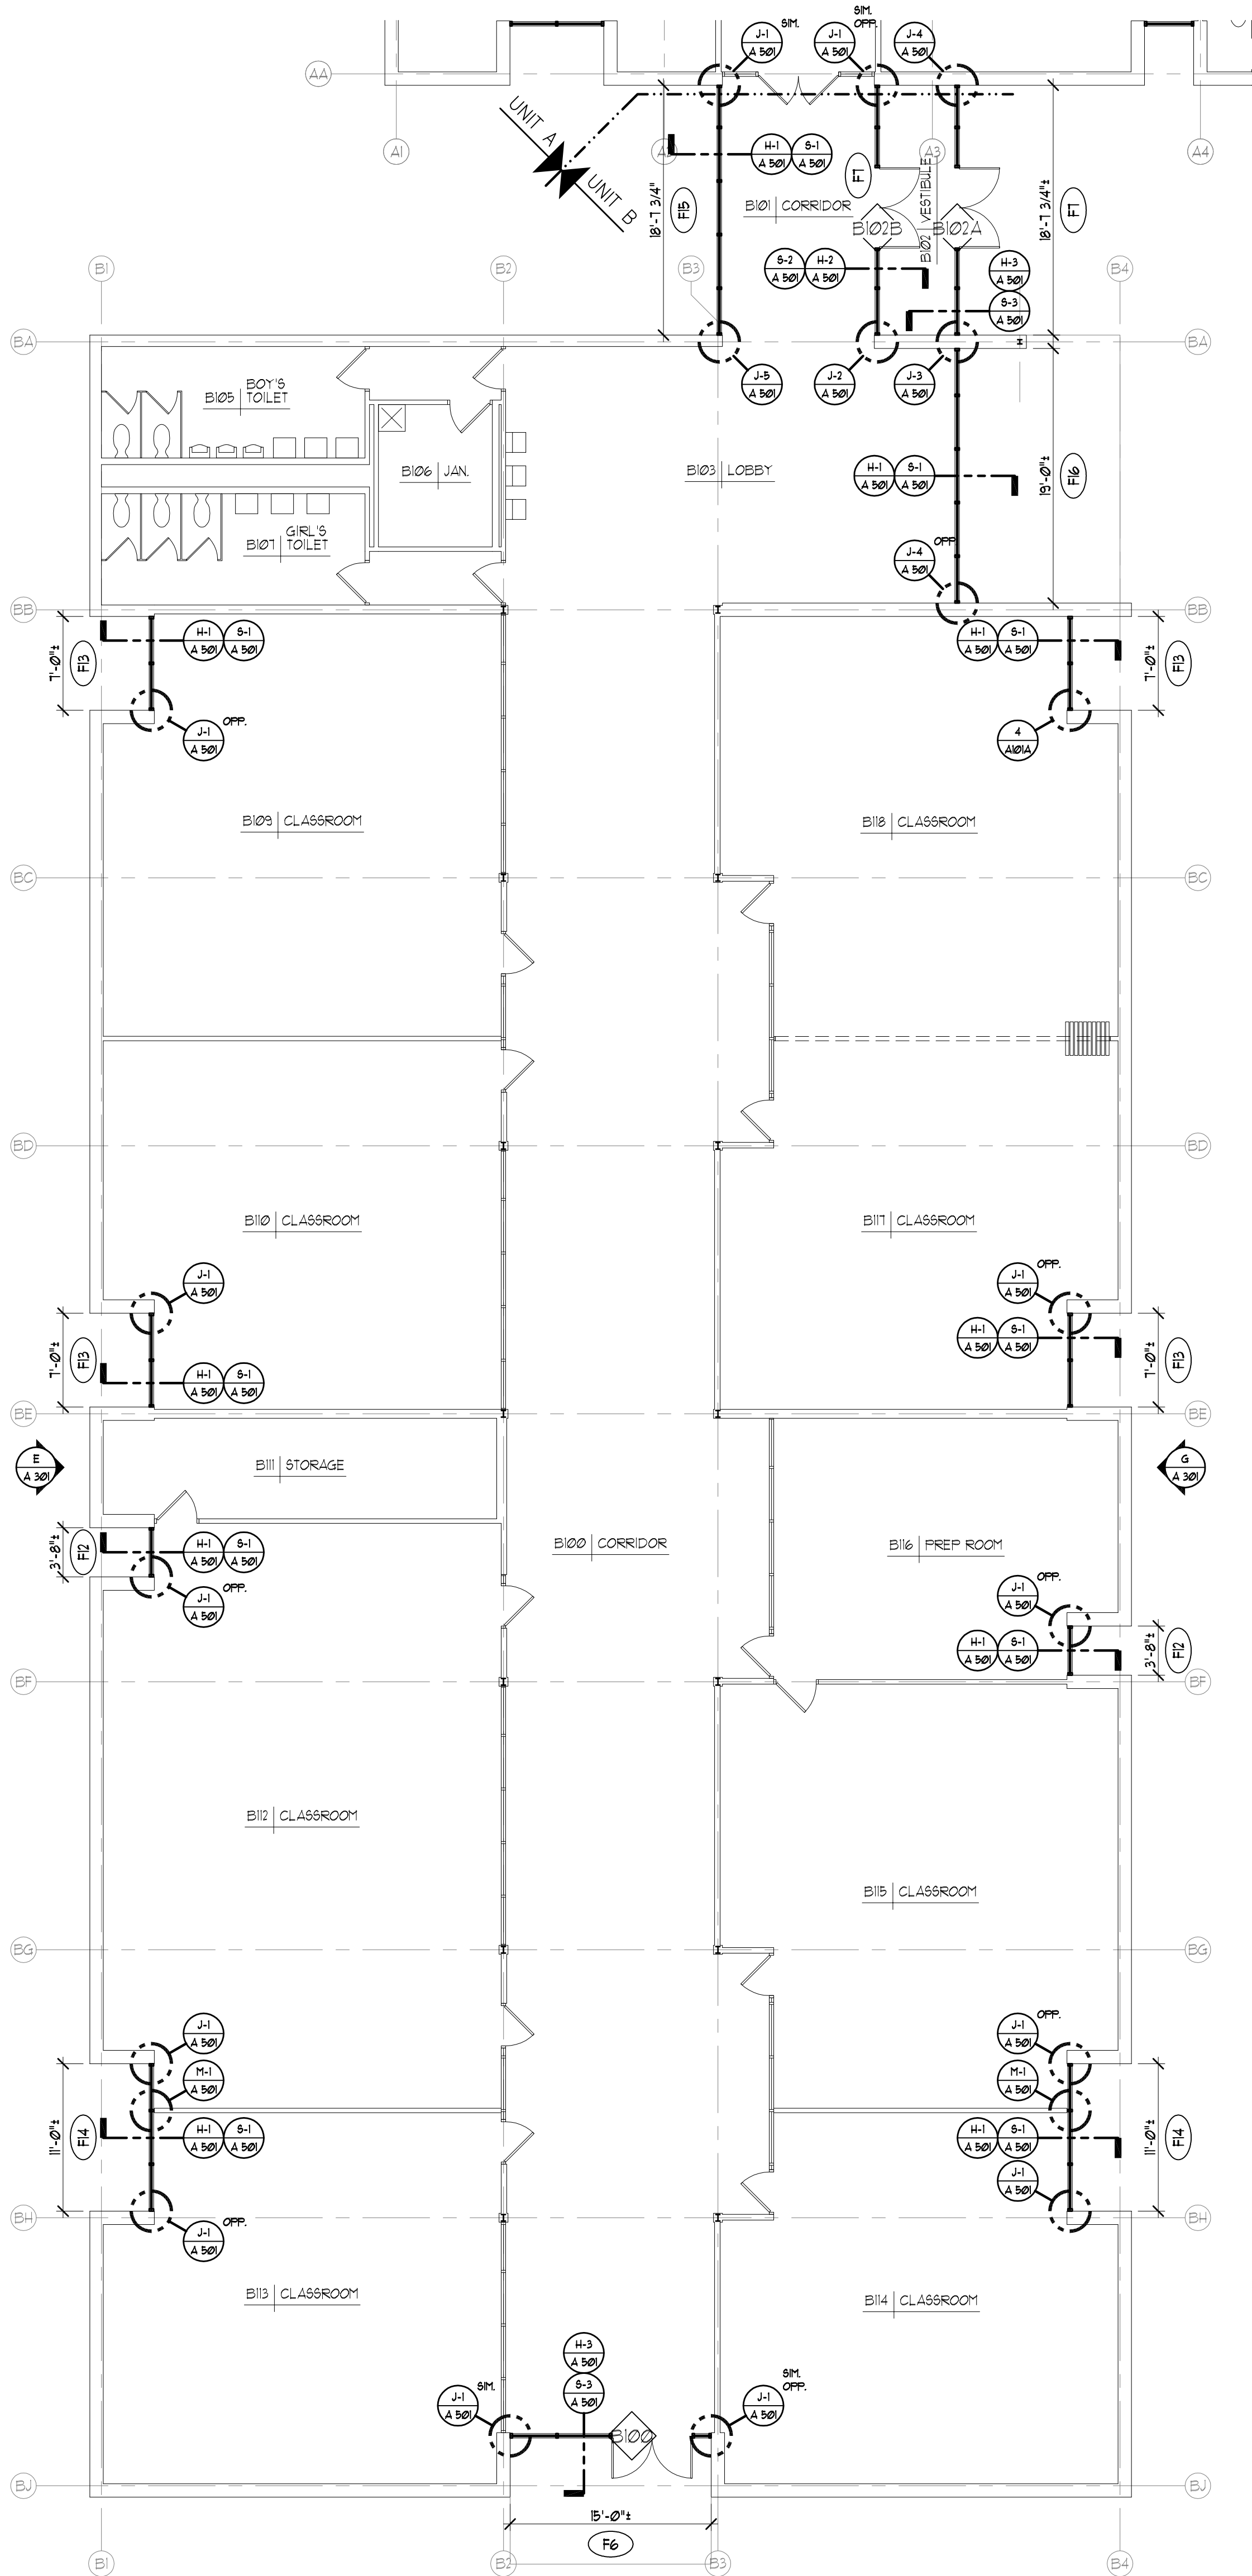 SIM.
J-1
A 501
SIM.
OPP.
J-1
A 501
J-4
A 501
AA
A1
A2
A3
A4
UNIT A
UNIT B
H-1
A 501
S-1
A 501
18'-7 3/4"
F15
B101 CORRIDOR
F7
B102 VESTIBULE
B102B
B102A
18'-7 3/4"±
F7
S-2
A 501
H-2
A 501
H-3
A 501
S-3
A 501
B1
B2
B3
B4
BA
BA
J-5
A 501
J-2
A 501
J-3
A 501
BOY'S
B105 TOILET
B106 JAN.
B103 LOBBY
H-1
A 501
S-1
A 501
19'-0"±
F16
GIRL'S
B107 TOILET
J-4
A 501
OPP.
BB
BB
7'-0"±
F13
H-1
A 501
S-1
A 501
H-1
A 501
S-1
A 501
7'-0"±
F13
J-1
A 501
OPP.
4
A101A
B109 CLASSROOM
B118 CLASSROOM
BC
BC
BD
BD
B110 CLASSROOM
B117 CLASSROOM
J-1
A 501
J-1
A 501
OPP.
7'-0"±
F13
H-1
A 501
S-1
A 501
H-1
A 501
S-1
A 501
7'-0"±
F13
BE
BE
E
A 301
B111 STORAGE
G
A 301
3'-8"±
F12
H-1
A 501
S-1
A 501
B100 CORRIDOR
B116 PREP ROOM
J-1
A 501
OPP.
J-1
A 501
OPP.
H-1
A 501
S-1
A 501
3'-8"±
F12
BF
BF
B112 CLASSROOM
B115 CLASSROOM
BG
BG
J-1
A 501
J-1
A 501
OPP.
M-1
A 501
M-1
A 501
11'-0"±
F14
H-1
A 501
S-1
A 501
H-1
A 501
S-1
A 501
11'-0"±
F14
J-1
A 501
BH
BH
J-1
A 501
OPP.
B113 CLASSROOM
B114 CLASSROOM
H-3
A 501
S-3
A 501
J-1
A 501
SIM.
J-1
A 501
SIM.
OPP.
B100
BJ
BJ
15'-0"±
F6
B1
B2
B3
B4